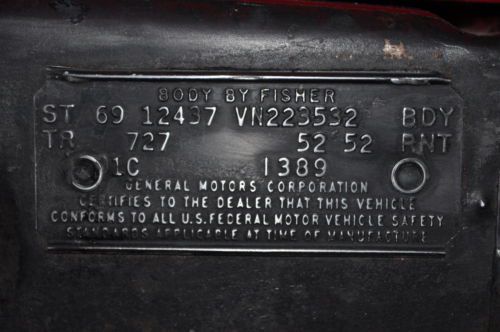 BODY BY FISHER
ST 69 12437 VN223532 BDY
TR 727 52 52 PNT
1C 1389
GENERAL MOTORS CORPORATION
CERTIFIES TO THE DEALER THAT THIS VEHICLE
CONFORMS TO ALL U.S. FEDERAL MOTOR VEHICLE SAFETY
STANDARDS APPLICABLE AT TIME OF MANUFACTURE